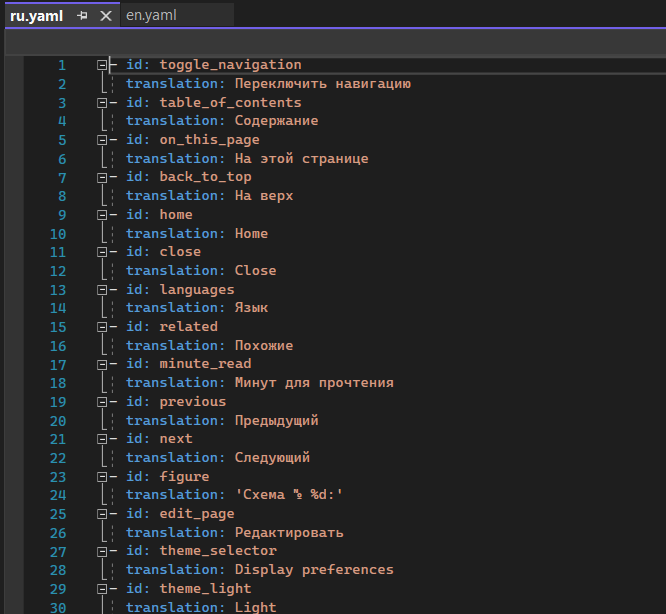 ru.yaml
en.yaml
1 - id: toggle_navigation
2 translation: Переключить навигацию
3 - id: table_of_contents
4 translation: Содержание
5 - id: on_this_page
6 translation: На этой странице
7 - id: back_to_top
8 translation: На верх
9 - id: home
10 translation: Home
11 - id: close
12 translation: Close
13 - id: languages
14 translation: Язык
15 - id: related
16 translation: Похожие
17 - id: minute_read
18 translation: Минут для прочтения
19 - id: previous
20 translation: Предыдущий
21 - id: next
22 translation: Следующий
23 - id: figure
24 translation: 'Схема № %d:'
25 - id: edit_page
26 translation: Редактировать
27 - id: theme_selector
28 translation: Display preferences
29 - id: theme_light
30 translation: Light